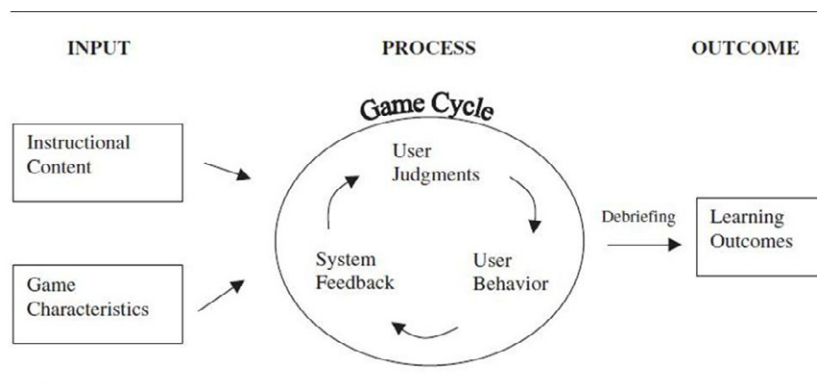 INPUT
PROCESS
OUTCOME
Game Cycle
Instructional
Content
User
Judgments
Debriefing
Learning
Outcomes
System
Feedback
User
Behavior
Game
Characteristics